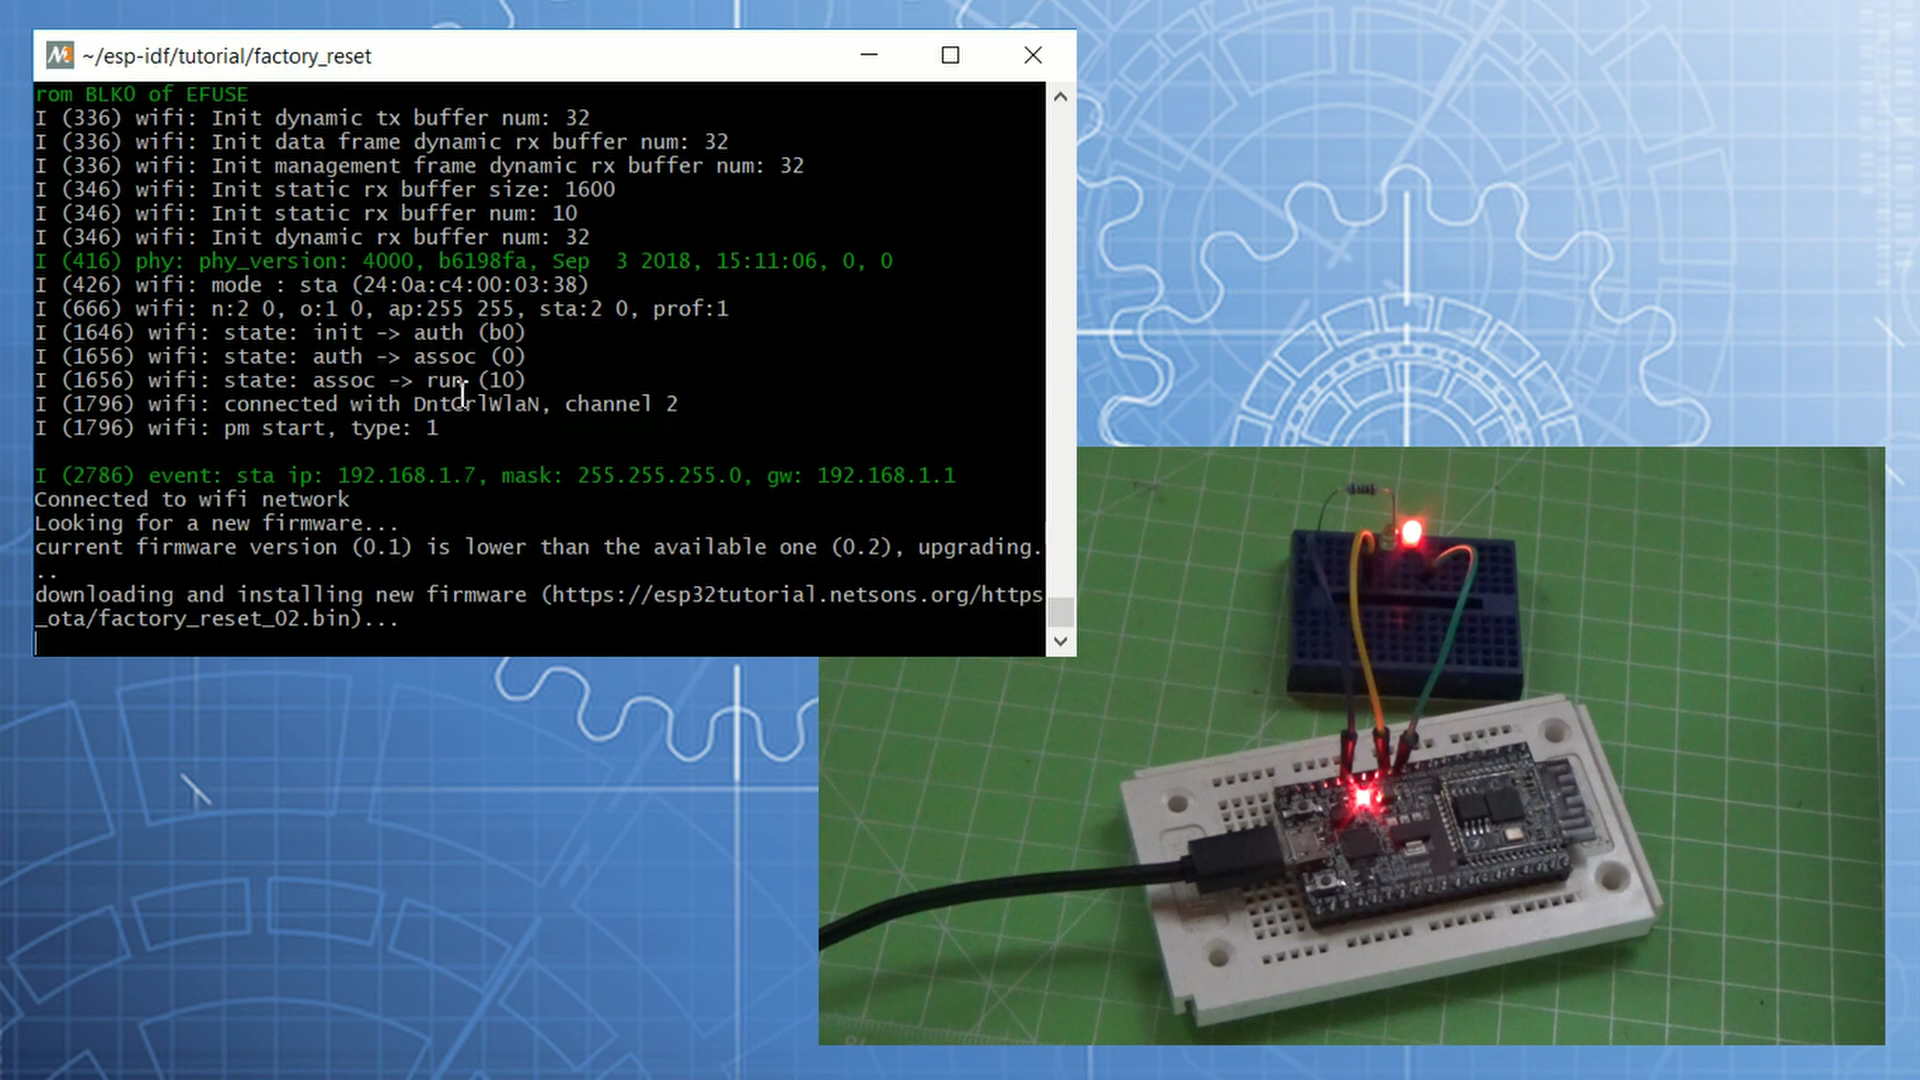 ~/esp-idf/tutorial/factory_reset
rom BLK0 of EFUSE
I (336) wifi: Init dynamic tx buffer num: 32
I (336) wifi: Init data frame dynamic rx buffer num: 32
I (336) wifi: Init management frame dynamic rx buffer num: 32
I (346) wifi: Init static rx buffer size: 1600
I (346) wifi: Init static rx buffer num: 10
I (346) wifi: Init dynamic rx buffer num: 32
I (416) phy: phy_version: 4000, b6198fa, Sep  3 2018, 15:11:06, 0, 0
I (426) wifi: mode : sta (24:0a:c4:00:03:38)
I (666) wifi: n:2 0, o:1 0, ap:255 255, sta:2 0, prof:1
I (1646) wifi: state: init -> auth (b0)
I (1656) wifi: state: auth -> assoc (0)
I (1656) wifi: state: assoc -> run (10)
I (1796) wifi: connected with DntCrlWlaN, channel 2
I (1796) wifi: pm start, type: 1
I (2786) event: sta ip: 192.168.1.7, mask: 255.255.255.0, gw: 192.168.1.1
Connected to wifi network
Looking for a new firmware...
current firmware version (0.1) is lower than the available one (0.2), upgrading.
..
downloading and installing new firmware (https://esp32tutorial.netsons.org/https
_ota/factory_reset_02.bin)...